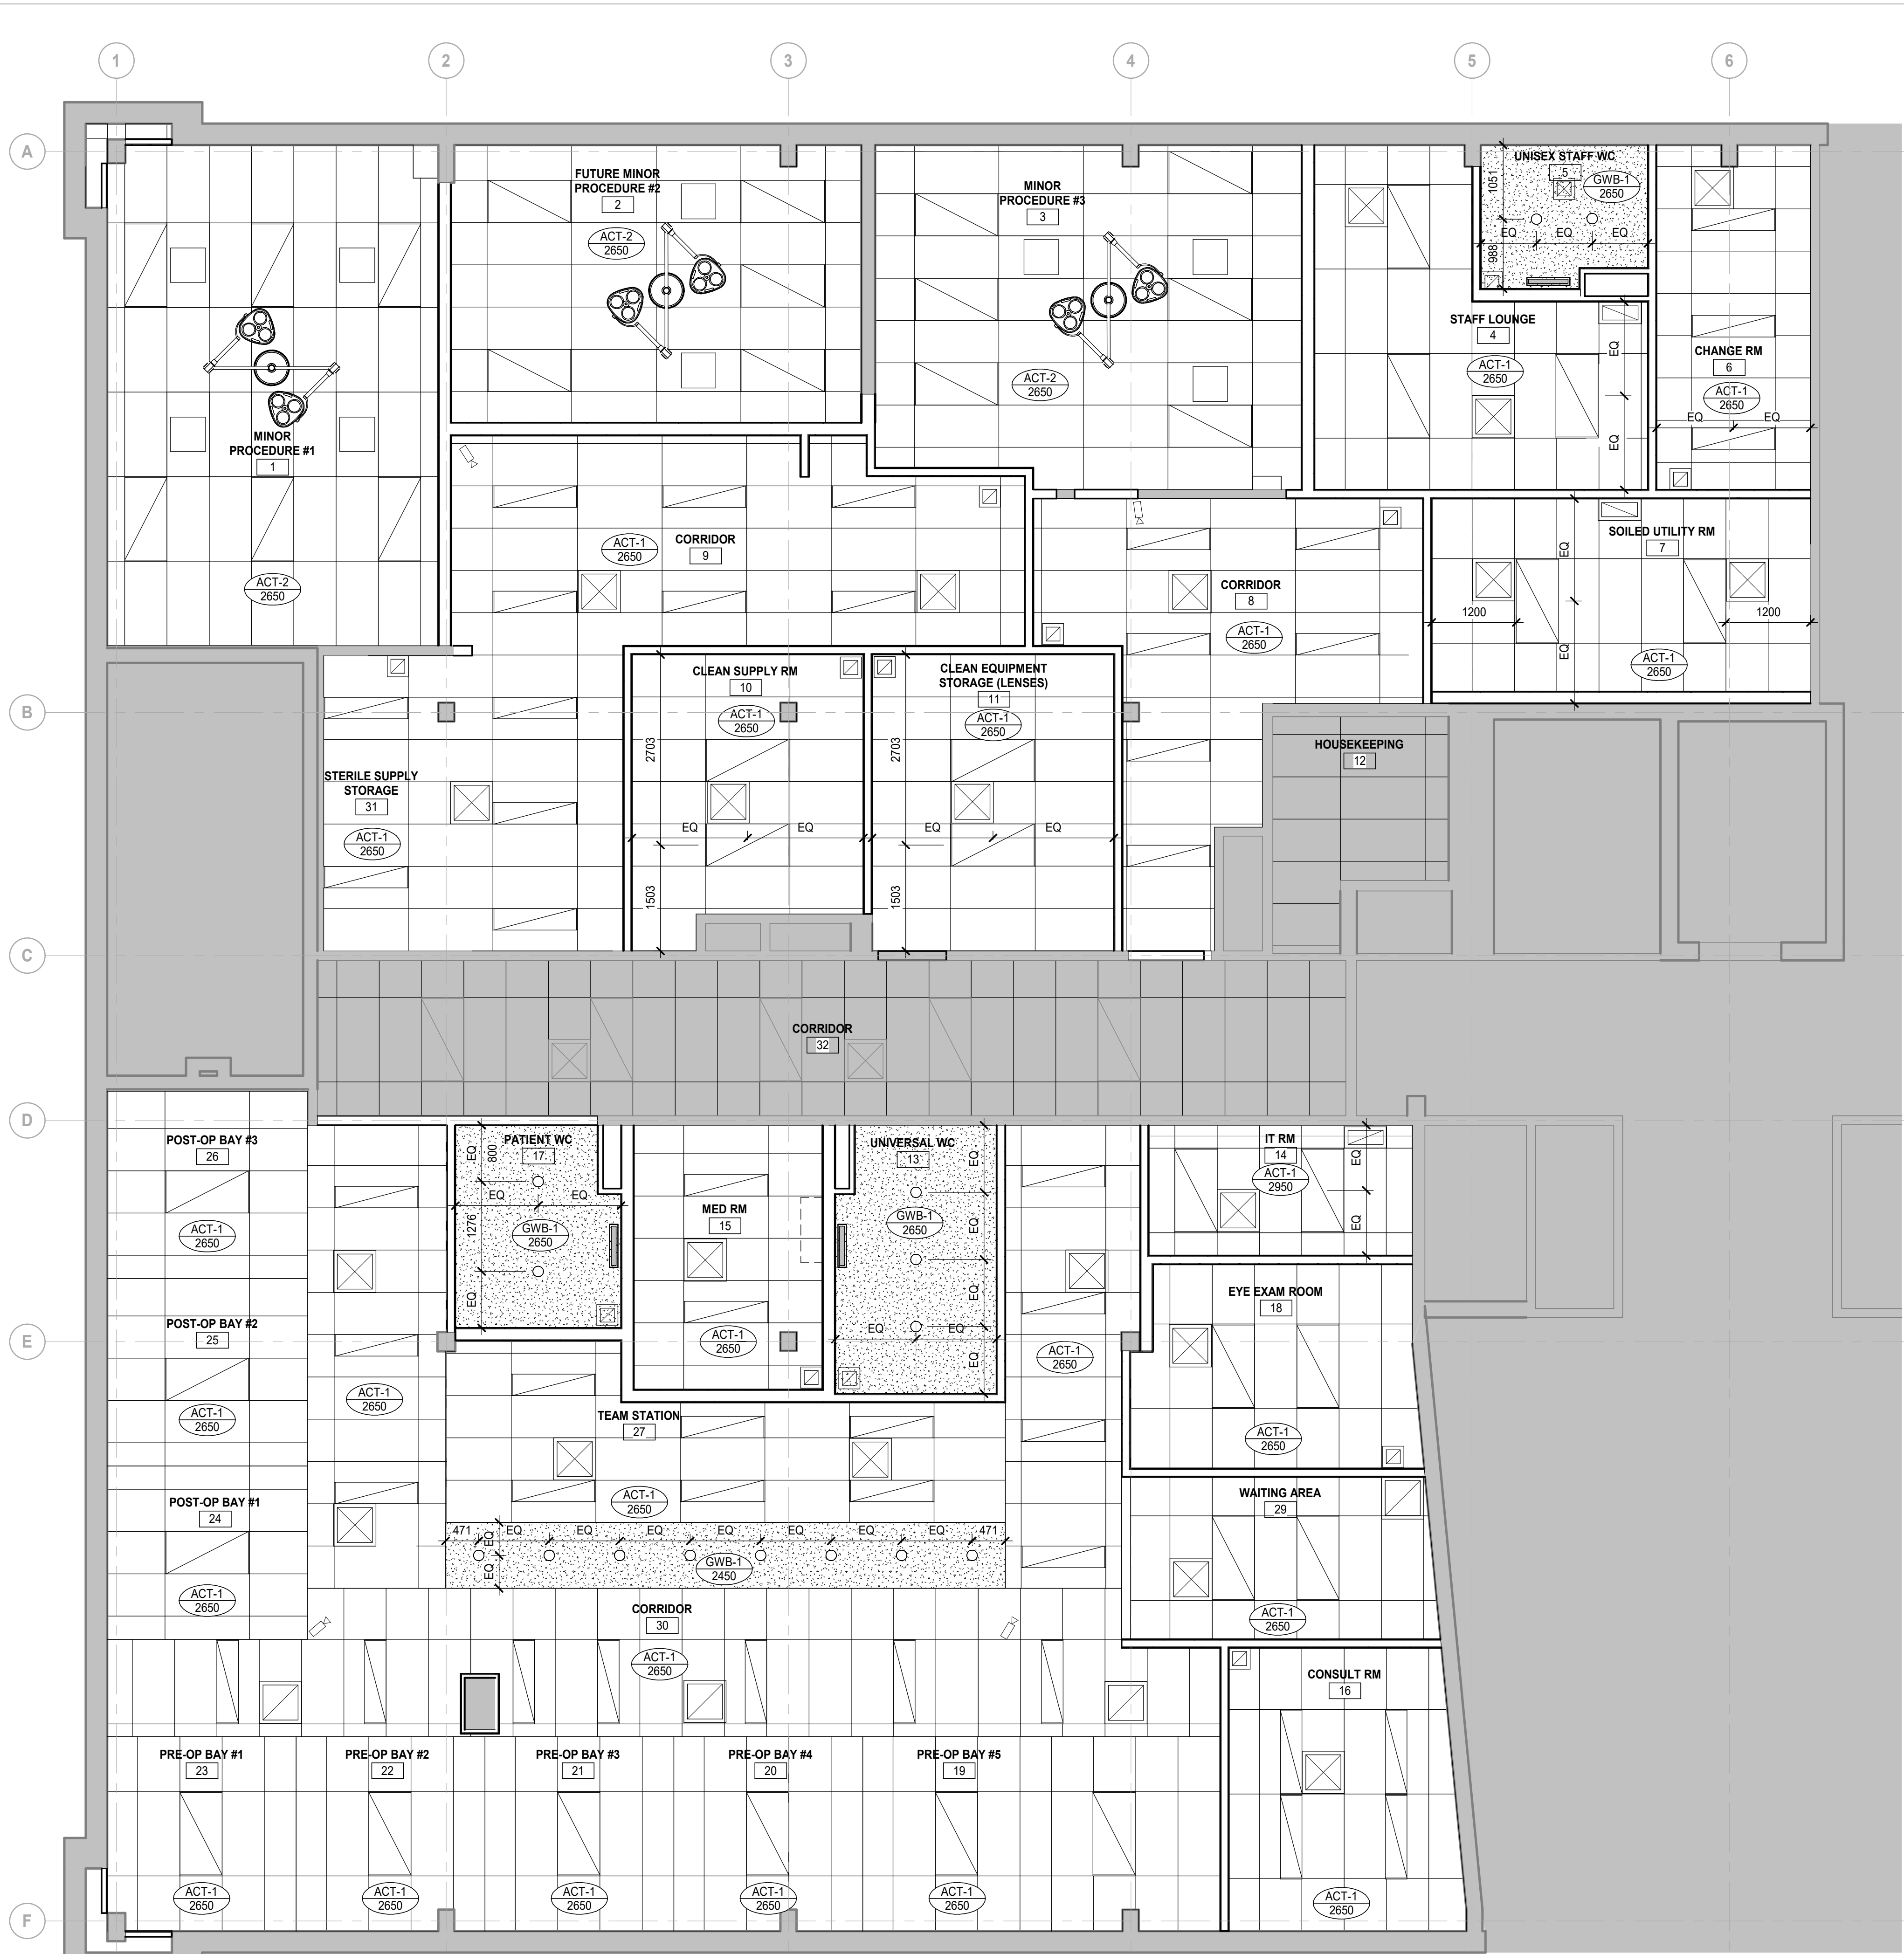 1
2
3
4
5
6
A
B
C
D
E
F
FUTURE MINOR
PROCEDURE #2
2
ACT-2
2650
MINOR
PROCEDURE #3
3
ACT-2
2650
UNISEX STAFF WC
5
GWB-1
2650
1051
988
EQ
EQ
EQ
STAFF LOUNGE
4
ACT-1
2650
EQ
EQ
CHANGE RM
6
ACT-1
2650
EQ
EQ
MINOR
PROCEDURE #1
1
ACT-2
2650
ACT-1
2650
CORRIDOR
9
CORRIDOR
8
ACT-1
2650
SOILED UTILITY RM
7
EQ
1200
1200
EQ
ACT-1
2650
CLEAN SUPPLY RM
10
ACT-1
2650
2703
EQ
EQ
1503
CLEAN EQUIPMENT
STORAGE (LENSES)
11
ACT-1
2650
2703
EQ
EQ
1503
HOUSEKEEPING
12
STERILE SUPPLY
STORAGE
31
ACT-1
2650
CORRIDOR
32
POST-OP BAY #3
26
ACT-1
2650
PATIENT WC
17
EQ
800
EQ
EQ
1276
GWB-1
2650
EQ
MED RM
15
ACT-1
2650
UNIVERSAL WC
13
EQ
GWB-1
2650
EQ
EQ
EQ
EQ
EQ
IT RM
14
ACT-1
2950
EQ
EQ
EYE EXAM ROOM
18
ACT-1
2650
POST-OP BAY #2
25
ACT-1
2650
ACT-1
2650
ACT-1
2650
TEAM STATION
27
ACT-1
2650
WAITING AREA
29
ACT-1
2650
POST-OP BAY #1
24
ACT-1
2650
471
EQ
EQ
EQ
EQ
EQ
EQ
EQ
471
EQ
EQ
GWB-1
2450
CORRIDOR
30
ACT-1
2650
CONSULT RM
16
ACT-1
2650
PRE-OP BAY #1
23
ACT-1
2650
PRE-OP BAY #2
22
ACT-1
2650
PRE-OP BAY #3
21
ACT-1
2650
PRE-OP BAY #4
20
ACT-1
2650
PRE-OP BAY #5
19
ACT-1
2650